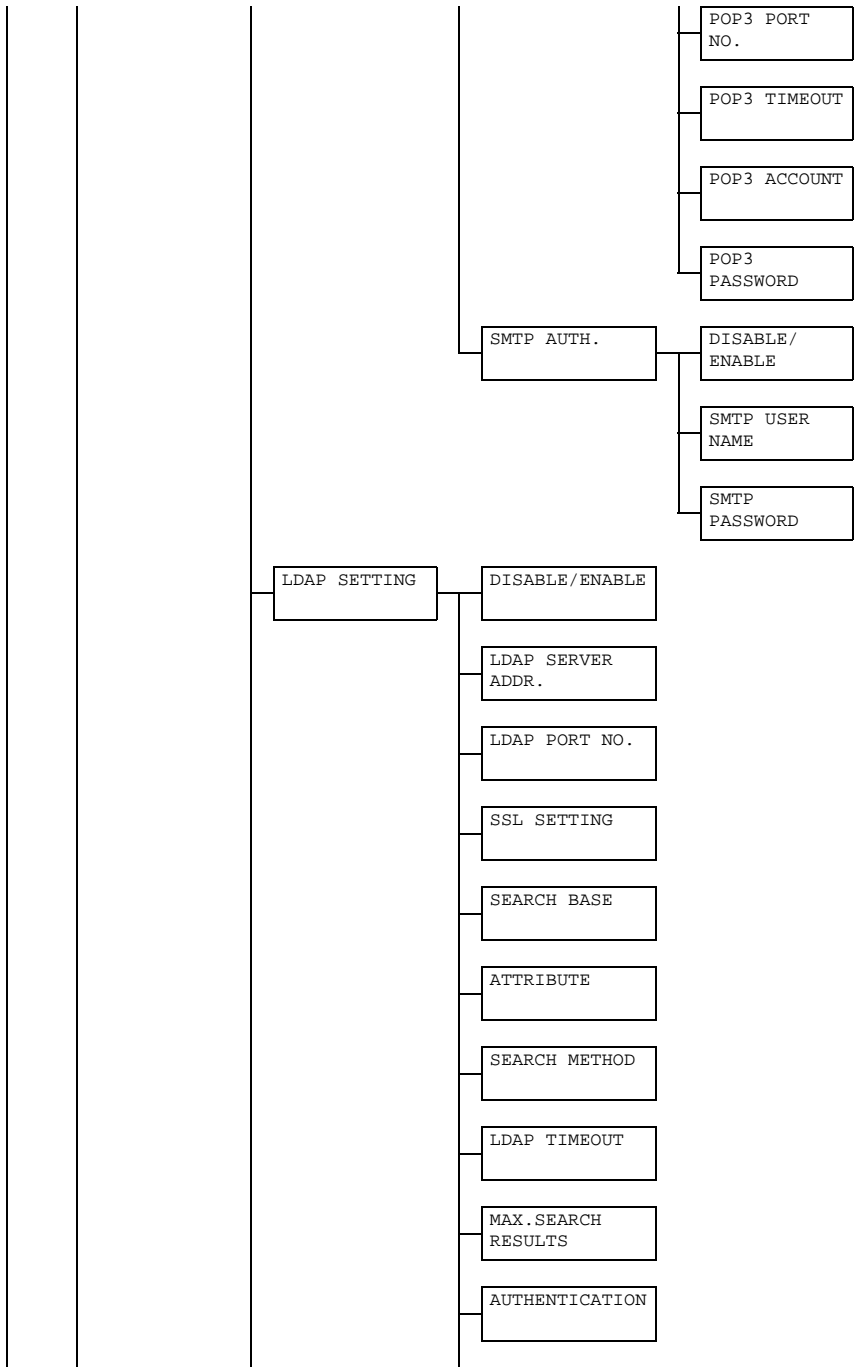 POP3 PORT
NO.
POP3 TIMEOUT
POP3 ACCOUNT
POP3
PASSWORD
SMTP AUTH.
DISABLE/
ENABLE
SMTP USER
NAME
SMTP
PASSWORD
LDAP SETTING
DISABLE/ENABLE
LDAP SERVER
ADDR.
LDAP PORT NO.
SSL SETTING
SEARCH BASE
ATTRIBUTE
SEARCH METHOD
LDAP TIMEOUT
MAX.SEARCH
RESULTS
AUTHENTICATION